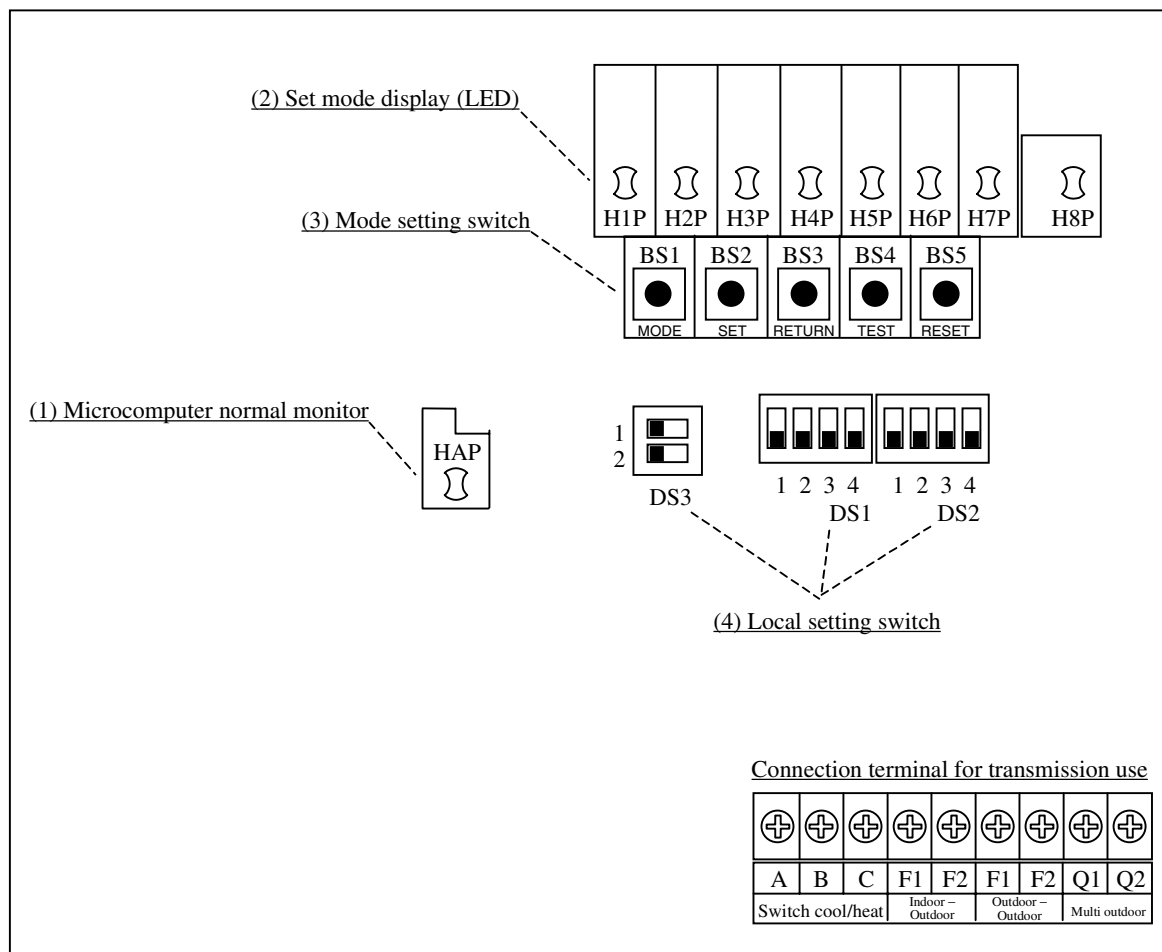 (2) Set mode display (LED)
H1P H2P H3P H4P H5P H6P H7P H8P
(3) Mode setting switch
BS1 BS2 BS3 BS4 BS5
MODE SET RETURN TEST RESET
(1) Microcomputer normal monitor
HAP
1
2
DS3
1 2 3 4
DS1
1 2 3 4
DS2
(4) Local setting switch
Connection terminal for transmission use
A B C F1 F2 F1 F2 Q1 Q2
Switch cool/heat
Indoor –
Outdoor
Outdoor –
Outdoor
Multi outdoor